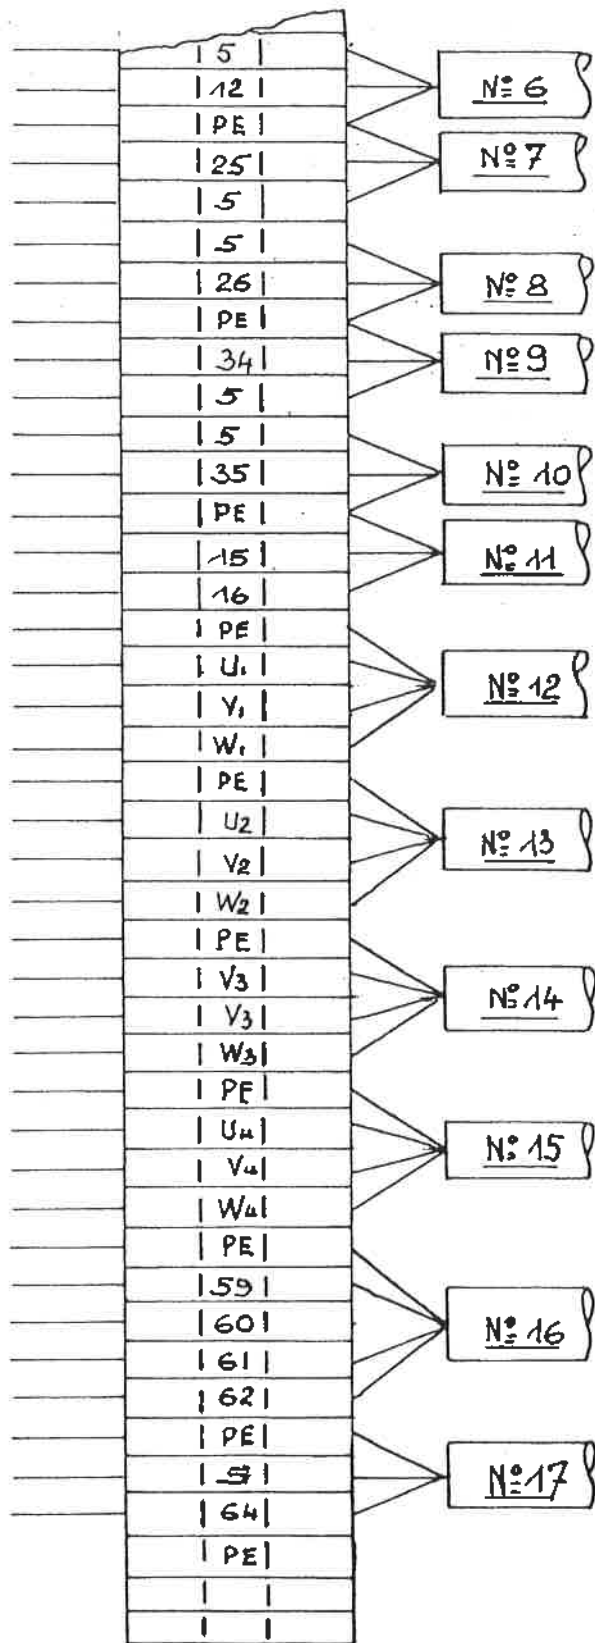 5
12 Nº 6
PE
25 Nº 7
5
5
26 Nº 8
PE
34 Nº 9
5
5
35 Nº 10
PE
15 Nº 11
16
PE
U1
V1 Nº 12
W1
PE
U2
V2 Nº 13
W2
PE
V3
V3 Nº 14
W3
PE
U4
V4 Nº 15
W4
PE
59
60 Nº 16
61
62
PE
5 Nº 17
64
PE